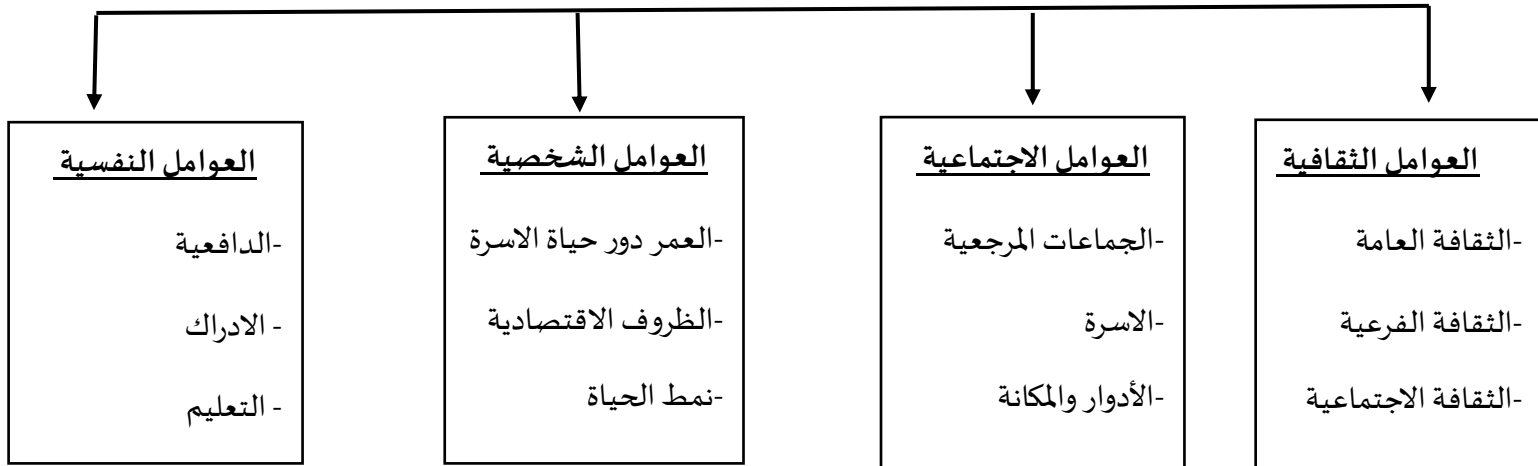 العوامل الثقافية
-الثقافة العامة
-الثقافة الفرعية
-الثقافة الاجتماعية
العوامل الاجتماعية
-الجماعات المرجعية
-الاسرة
-الأدوار والمكانة
العوامل الشخصية
-العمر دور حياة الاسرة
-الظروف الاقتصادية
-نمط الحياة
العوامل النفسية
-الدافعية
- الادراك
- التعليم